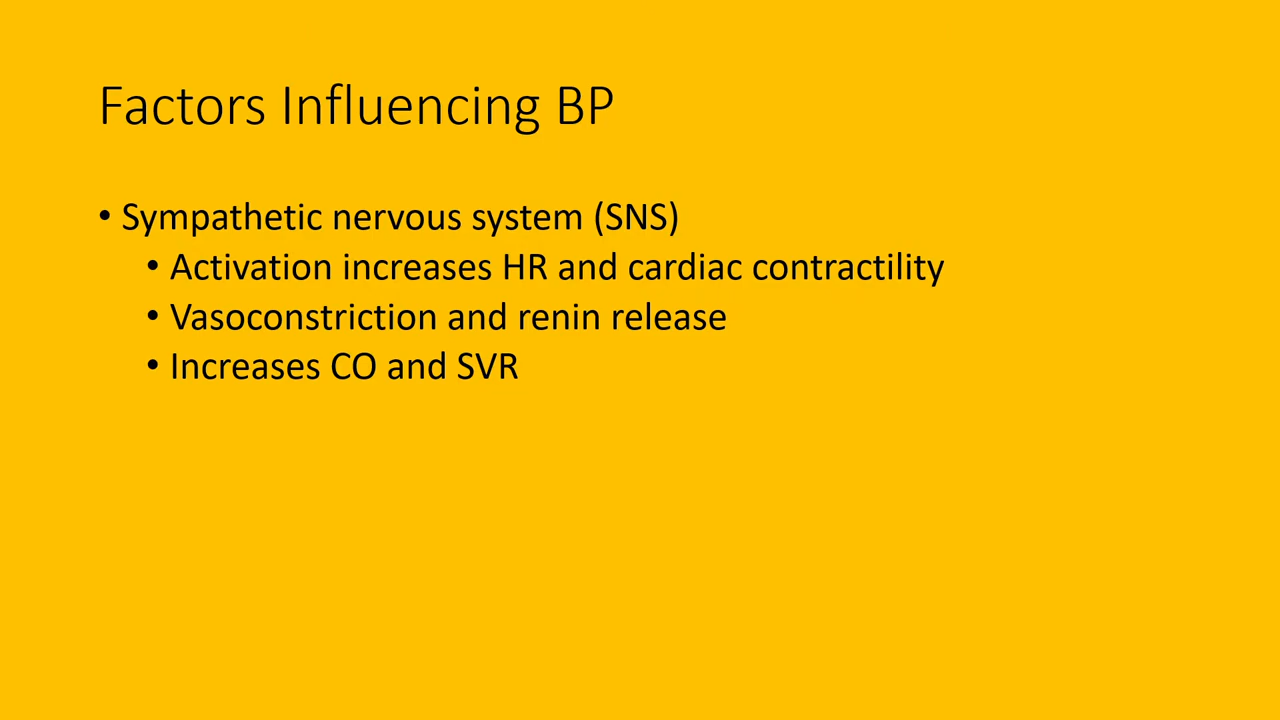 Factors Influencing BP
• Sympathetic nervous system (SNS)
• Activation increases HR and cardiac contractility
• Vasoconstriction and renin release
• Increases CO and SVR